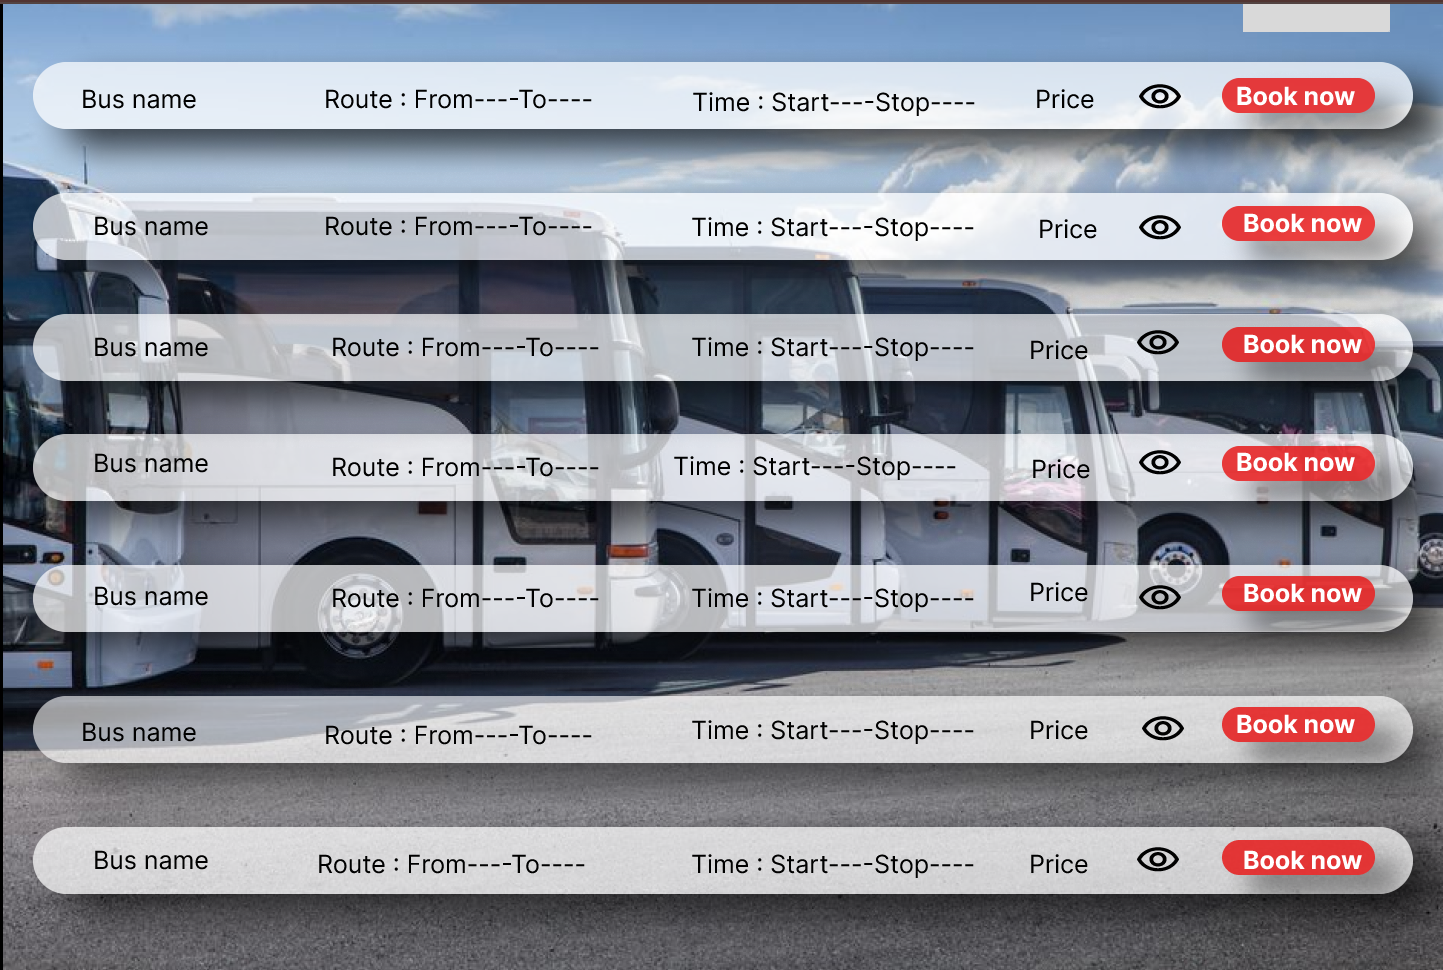 Bus name Route : From----To---- Time : Start----Stop---- Price Book now
Bus name Route : From----To---- Time : Start----Stop---- Price Book now
Bus name Route : From----To---- Time : Start----Stop---- Price Book now
Bus name Route : From----To---- Time : Start----Stop---- Price Book now
Bus name Route : From----To---- Time : Start----Stop---- Price Book now
Bus name Route : From----To---- Time : Start----Stop---- Price Book now
Bus name Route : From----To---- Time : Start----Stop---- Price Book now